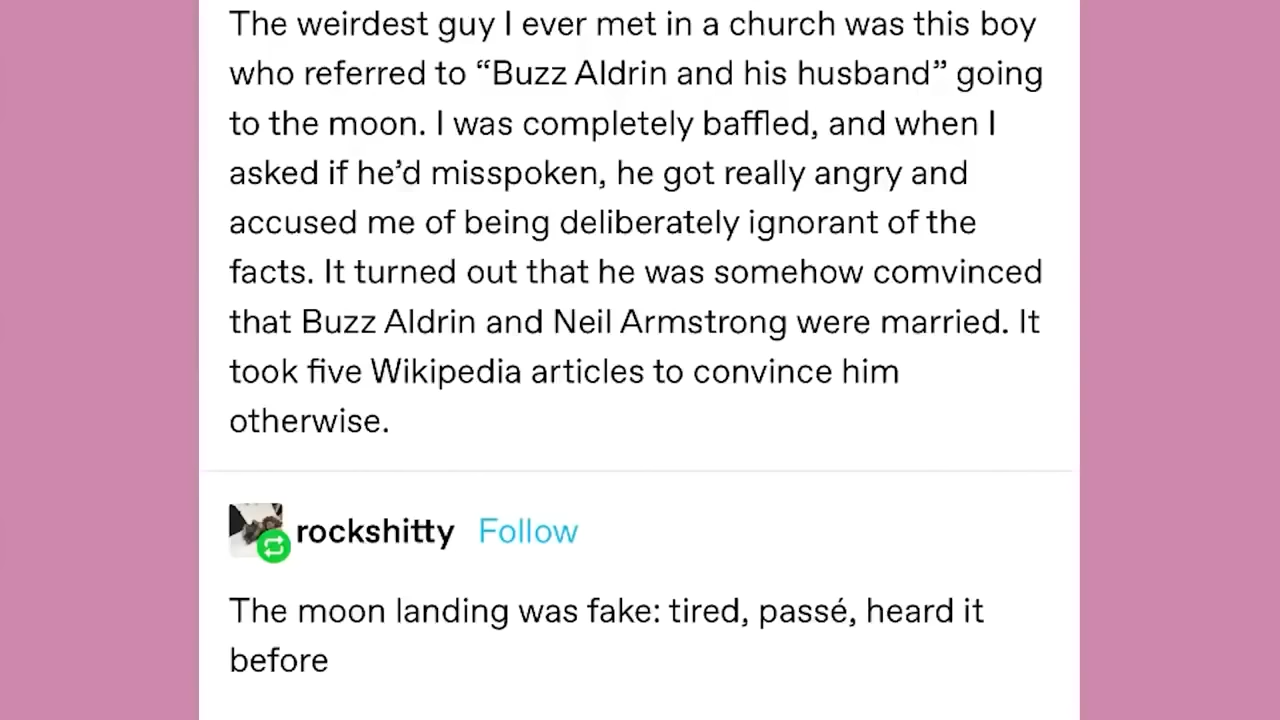 The weirdest guy I ever met in a church was this boy
who referred to “Buzz Aldrin and his husband” going
to the moon. I was completely baffled, and when I
asked if he’d misspoken, he got really angry and
accused me of being deliberately ignorant of the
facts. It turned out that he was somehow comvinced
that Buzz Aldrin and Neil Armstrong were married. It
took five Wikipedia articles to convince him
otherwise.
rockshitty Follow
The moon landing was fake: tired, passé, heard it
before